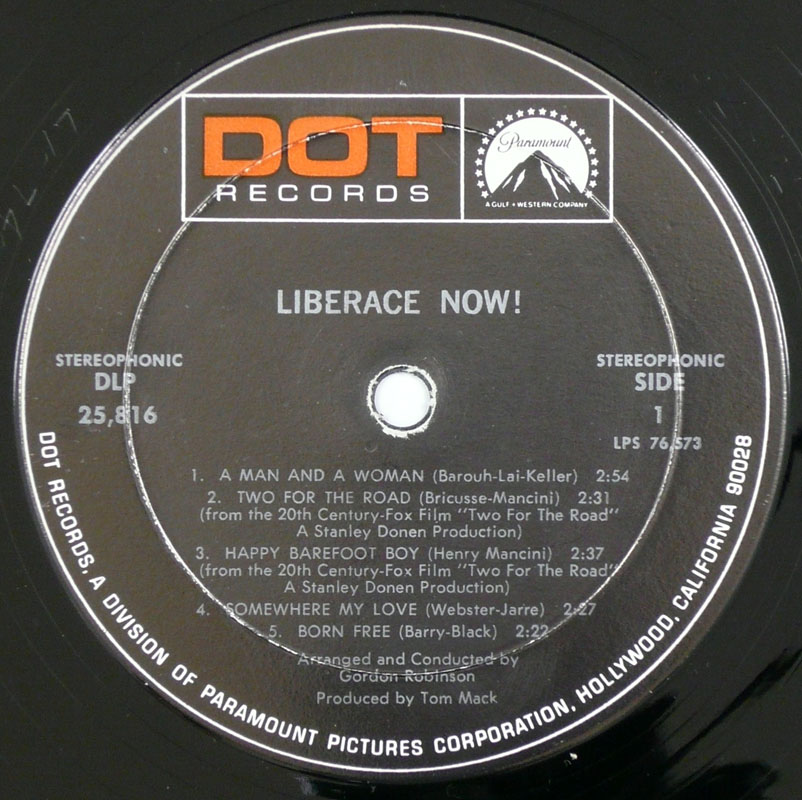 DOT
RECORDS
Paramount
A GULF + WESTERN COMPANY
LIBERACE NOW!
STEREOPHONIC
DLP
25,816
STEREOPHONIC
SIDE
1
LPS 76,573
1. A MAN AND A WOMAN (Barouh-Lai-Keller) 2:54
2. TWO FOR THE ROAD (Bricusse-Mancini) 2:31
(from the 20th Century-Fox Film "Two For The Road"
A Stanley Donen Production)
3. HAPPY BAREFOOT BOY (Henry Mancini) 2:37
(from the 20th Century-Fox Film "Two For The Road"
A Stanley Donen Production)
4. SOMEWHERE MY LOVE (Webster-Jarre) 2:27
5. BORN FREE (Barry-Black) 2:22
Arranged and Conducted by
Gordon Robinson
Produced by Tom Mack
DOT RECORDS, A DIVISION OF PARAMOUNT PICTURES CORPORATION, HOLLYWOOD, CALIFORNIA 90028